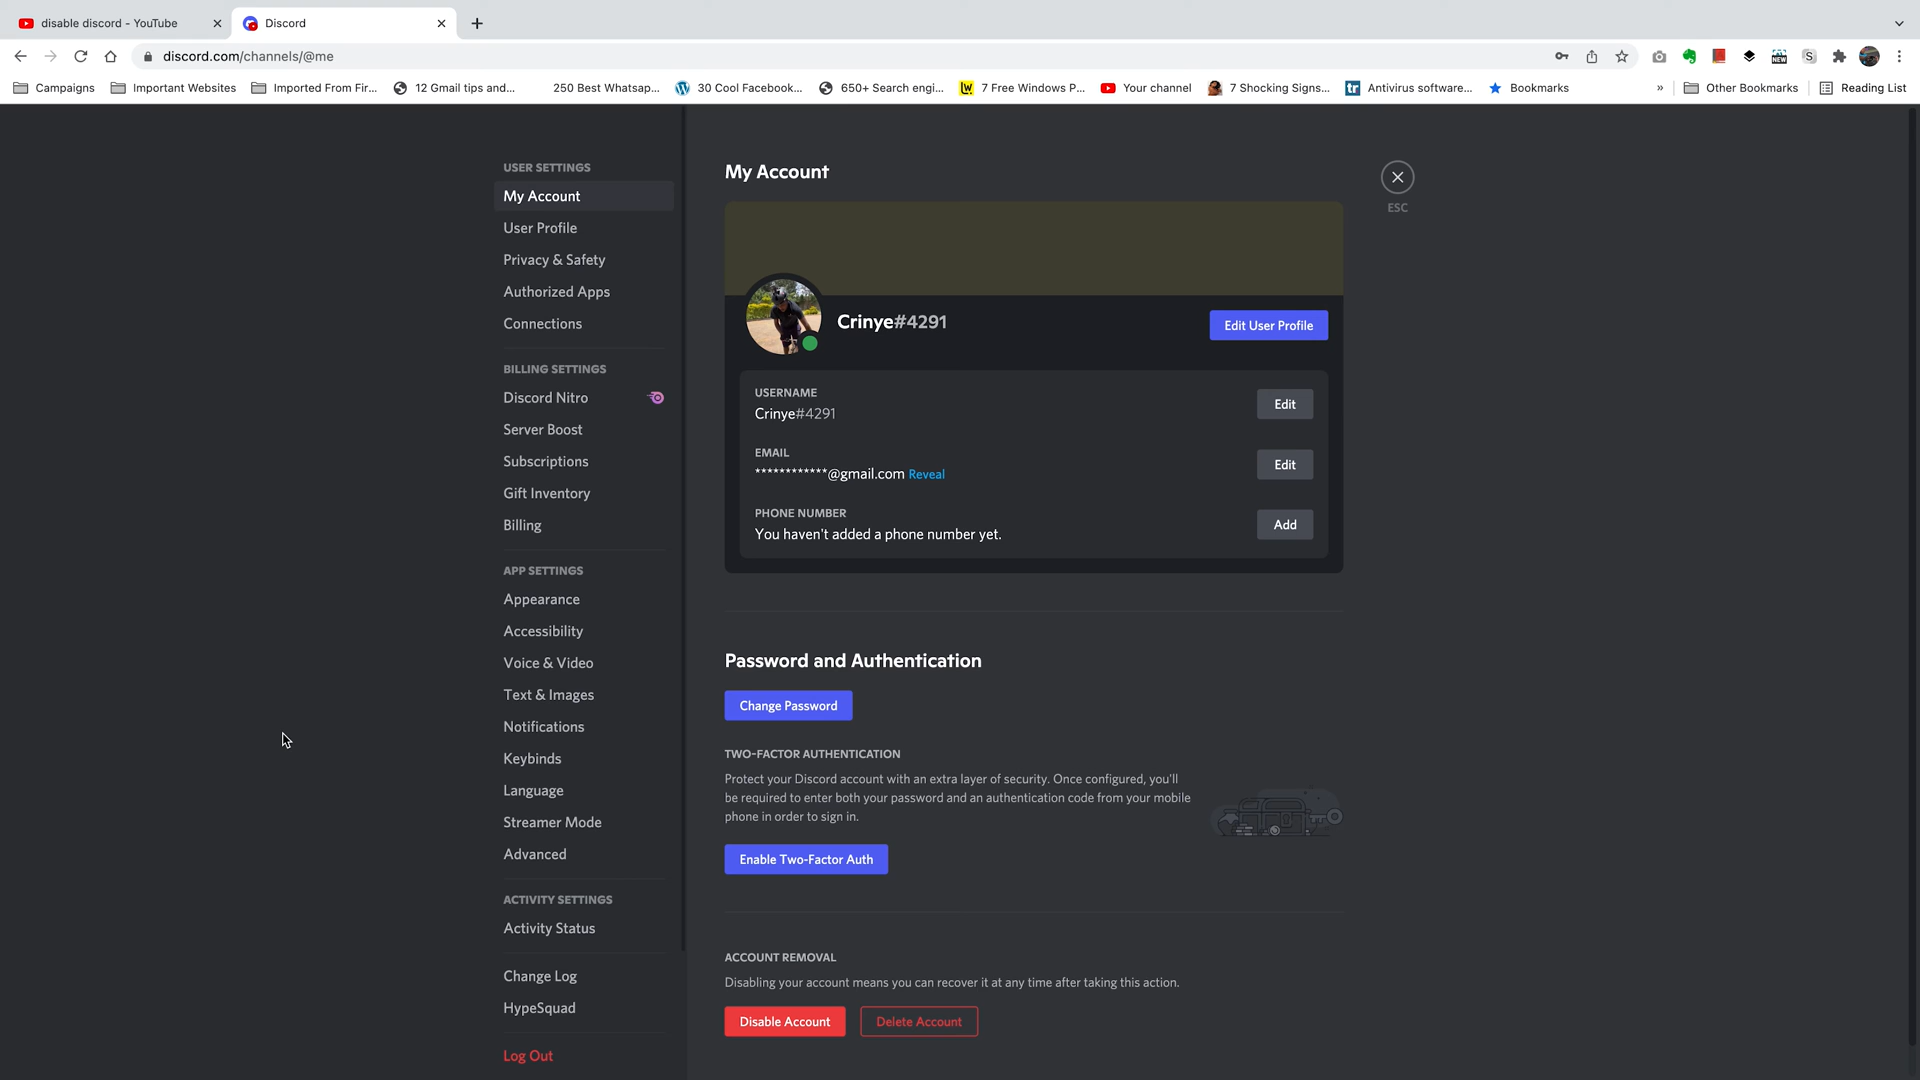 disable discord - YouTube
Discord
discord.com/channels/@me
Campaigns
Important Websites
Imported From Fir...
12 Gmail tips and...
250 Best Whatsap...
30 Cool Facebook...
650+ Search engi...
7 Free Windows P...
Your channel
7 Shocking Signs...
Antivirus software...
Bookmarks
»
Other Bookmarks
Reading List
USER SETTINGS
My Account
User Profile
Privacy & Safety
Authorized Apps
Connections
BILLING SETTINGS
Discord Nitro
Server Boost
Subscriptions
Gift Inventory
Billing
APP SETTINGS
Appearance
Accessibility
Voice & Video
Text & Images
Notifications
Keybinds
Language
Streamer Mode
Advanced
ACTIVITY SETTINGS
Activity Status
Change Log
HypeSquad
Log Out
My Account
ESC
Crinye#4291
Edit User Profile
USERNAME
Crinye#4291
Edit
EMAIL
************@gmail.com Reveal
Edit
PHONE NUMBER
You haven't added a phone number yet.
Add
Password and Authentication
Change Password
TWO-FACTOR AUTHENTICATION
Protect your Discord account with an extra layer of security. Once configured, you'll
be required to enter both your password and an authentication code from your mobile
phone in order to sign in.
Enable Two-Factor Auth
ACCOUNT REMOVAL
Disabling your account means you can recover it at any time after taking this action.
Disable Account
Delete Account